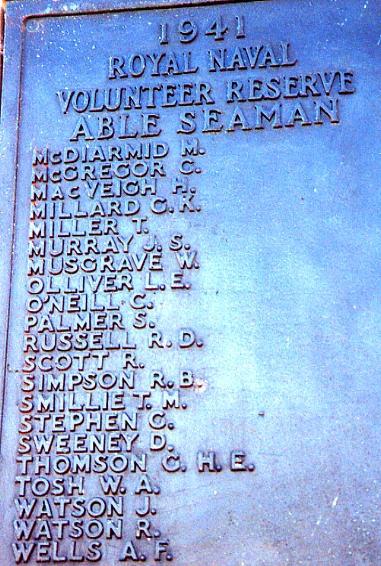 1941
ROYAL NAVAL
VOLUNTEER RESERVE
ABLE SEAMAN
McDIARMID M.
McGREGOR C.
MACVEIGH H.
MILLARD G.K.
MILLER T.
MURRAY J.S.
MUSGRAVE W.
OLLIVER L.E.
O'NEILL C.
PALMER S.
RUSSELL R.D.
SCOTT R.
SIMPSON R.B.
SMILLIE T.M.
STEPHEN G.
SWEENEY D.
THOMSON G.H.E.
TOSH W.A.
WATSON J.
WATSON R.
WELLS A.F.